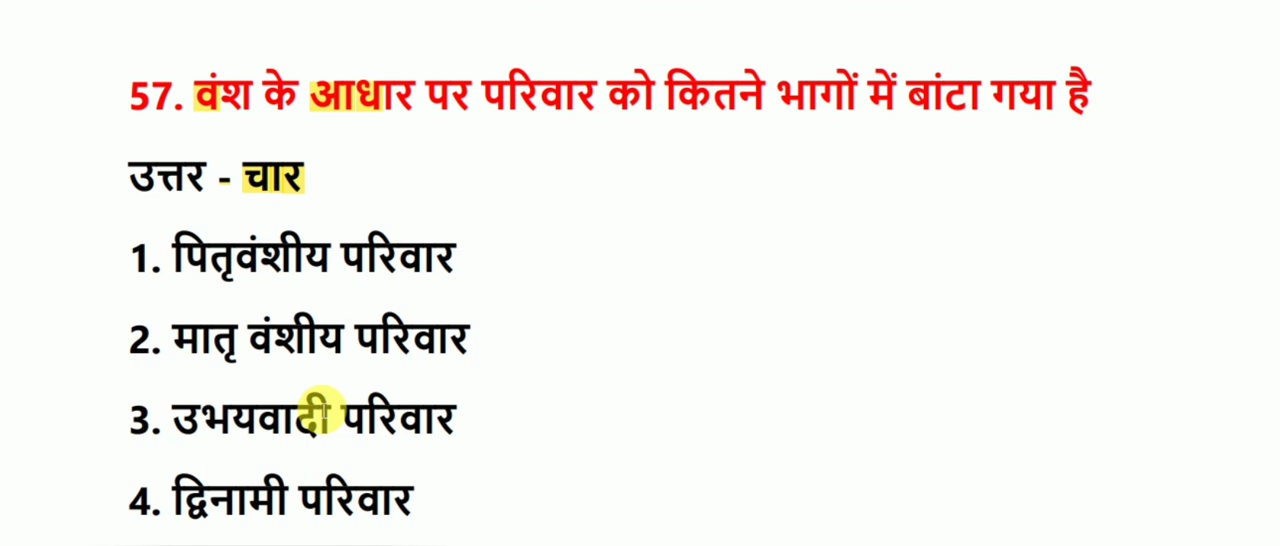 57. वंश के आधार पर परिवार को कितने भागों में बांटा गया है
उत्तर - चार
1. पितृवंशीय परिवार
2. मातृ वंशीय परिवार
3. उभयवादी परिवार
4. द्विनामी परिवार